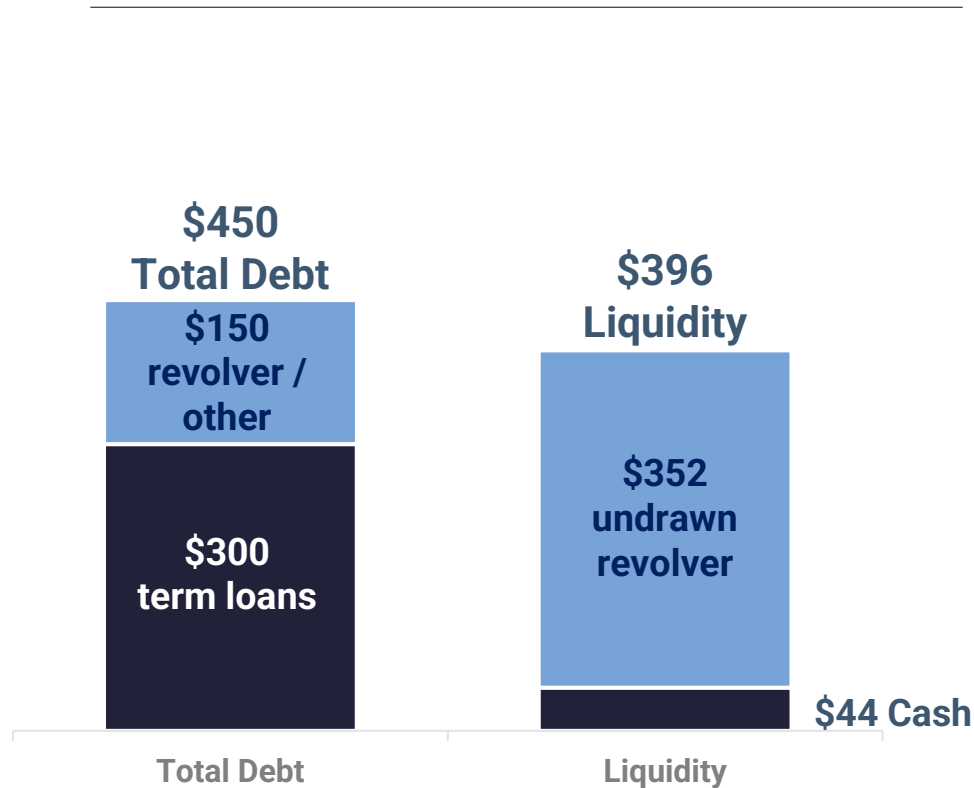 $450
Total Debt
$150
revolver /
other
$300
term loans
$396
Liquidity
$352
undrawn
revolver
$44 Cash
Total Debt
Liquidity